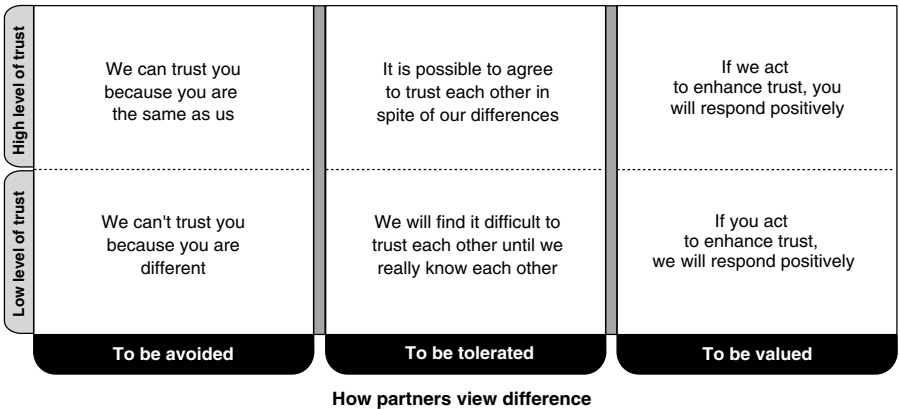 High level of trust
We can trust you
because you are
the same as us
It is possible to agree
to trust each other in
spite of our differences
If we act
to enhance trust, you
will respond positively
Low level of trust
We can't trust you
because you are
different
We will find it difficult to
trust each other until we
really know each other
If you act
to enhance trust,
we will respond positively
To be avoided
To be tolerated
To be valued
How partners view difference